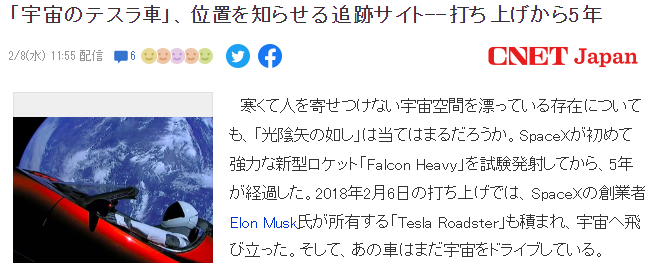 「宇宙のテスラ車」、位置を知らせる追跡サイト--打ち上げから5年
2/8(水) 11:55 配信 6
CNET Japan
寒くて人を寄せつけない宇宙空間を漂っている存在について
も、「光陰矢の如し」は当てはまるだろうか。SpaceXが初めて
強力な新型ロケット「Falcon Heavy」を試験発射してから、5年
が経過した。2018年2月6日の打ち上げでは、SpaceXの創業者
Elon Musk氏が所有する「Tesla Roadster」も積まれ、宇宙へ飛
び立った。そして、あの車はまだ宇宙をドライブしている。